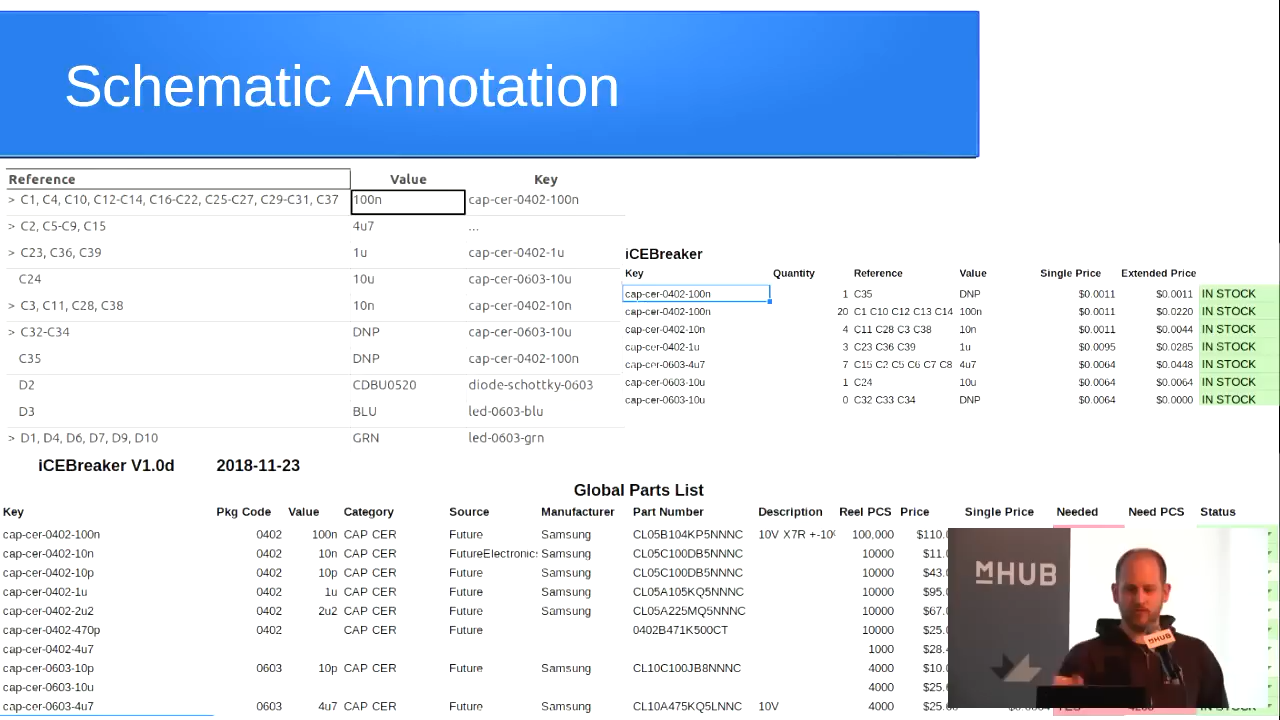 Schematic Annotation
Reference Value Key
> C1, C4, C10, C12-C14, C16-C22, C25-C27, C29-C31, C37 100n cap-cer-0402-100n
> C2, C5-C9, C15 4u7 ...
> C23, C36, C39 1u cap-cer-0402-1u
C24 10u cap-cer-0603-10u
> C3, C11, C28, C38 10n cap-cer-0402-10n
> C32-C34 DNP cap-cer-0603-10u
C35 DNP cap-cer-0402-100n
D2 CDBU0520 diode-schottky-0603
D3 BLU led-0603-blu
> D1, D4, D6, D7, D9, D10 GRN led-0603-grn
iCEBreaker
Key Quantity Reference Value Single Price Extended Price
cap-cer-0402-100n 1 C35 DNP $0.0011 $0.0011 IN STOCK
cap-cer-0402-100n 20 C1 C10 C12 C13 C14 100n $0.0011 $0.0220 IN STOCK
cap-cer-0402-10n 4 C11 C28 C3 C38 10n $0.0011 $0.0044 IN STOCK
cap-cer-0402-1u 3 C23 C36 C39 1u $0.0095 $0.0285 IN STOCK
cap-cer-0603-4u7 7 C15 C2 C5 C6 C7 C8 4u7 $0.0064 $0.0448 IN STOCK
cap-cer-0603-10u 1 C24 10u $0.0064 $0.0064 IN STOCK
cap-cer-0603-10u 0 C32 C33 C34 DNP $0.0064 $0.0000 IN STOCK
iCEBreaker V1.0d 2018-11-23
Global Parts List
Key Pkg Code Value Category Source Manufacturer Part Number Description Reel PCS Price Single Price Needed Need PCS Status
cap-cer-0402-100n 0402 100n CAP CER Future Samsung CL05B104KP5NNNC 10V X7R +-10 100,000 $110.
cap-cer-0402-10n 0402 10n CAP CER FutureElectronics Samsung CL05C100DB5NNNC 10000 $11.
cap-cer-0402-10p 0402 10p CAP CER Future Samsung CL05C100DB5NNNC 10000 $43.
cap-cer-0402-1u 0402 1u CAP CER Future Samsung CL05A105KQ5NNNC 10000 $95.
cap-cer-0402-2u2 0402 2u2 CAP CER Future Samsung CL05A225MQ5NNNC 10000 $67.
cap-cer-0402-470p 0402 CAP CER Future 0402B471K500CT 10000 $25.
cap-cer-0402-4u7 1000 $28.
cap-cer-0603-10p 0603 10p CAP CER Future Samsung CL10C100JB8NNNC 4000 $10.
cap-cer-0603-10u 4000 $25.
cap-cer-0603-4u7 0603 4u7 CAP CER Future Samsung CL10A475KQ5LNNC 10V 4000 $25.
MHUB
MHUB